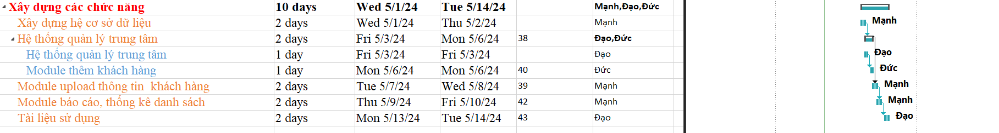 Xây dựng các chức năng 10 days Wed 5/1/24 Tue 5/14/24 Mạnh,Đạo,Đức
Xây dựng hệ cơ sở dữ liệu 2 days Wed 5/1/24 Thu 5/2/24 Mạnh Mạnh
Hệ thống quản lý trung tâm 2 days Fri 5/3/24 Mon 5/6/24 38 Đạo,Đức
Hệ thống quản lý trung tâm 1 day Fri 5/3/24 Fri 5/3/24 Đạo Đạo
Module thêm khách hàng 1 day Mon 5/6/24 Mon 5/6/24 40 Đức Đức
Module upload thông tin khách hàng 2 days Tue 5/7/24 Wed 5/8/24 39 Mạnh Mạnh
Module báo cáo, thống kê danh sách 2 days Thu 5/9/24 Fri 5/10/24 42 Mạnh Mạnh
Tài liệu sử dụng 2 days Mon 5/13/24 Tue 5/14/24 43 Đạo Đạo